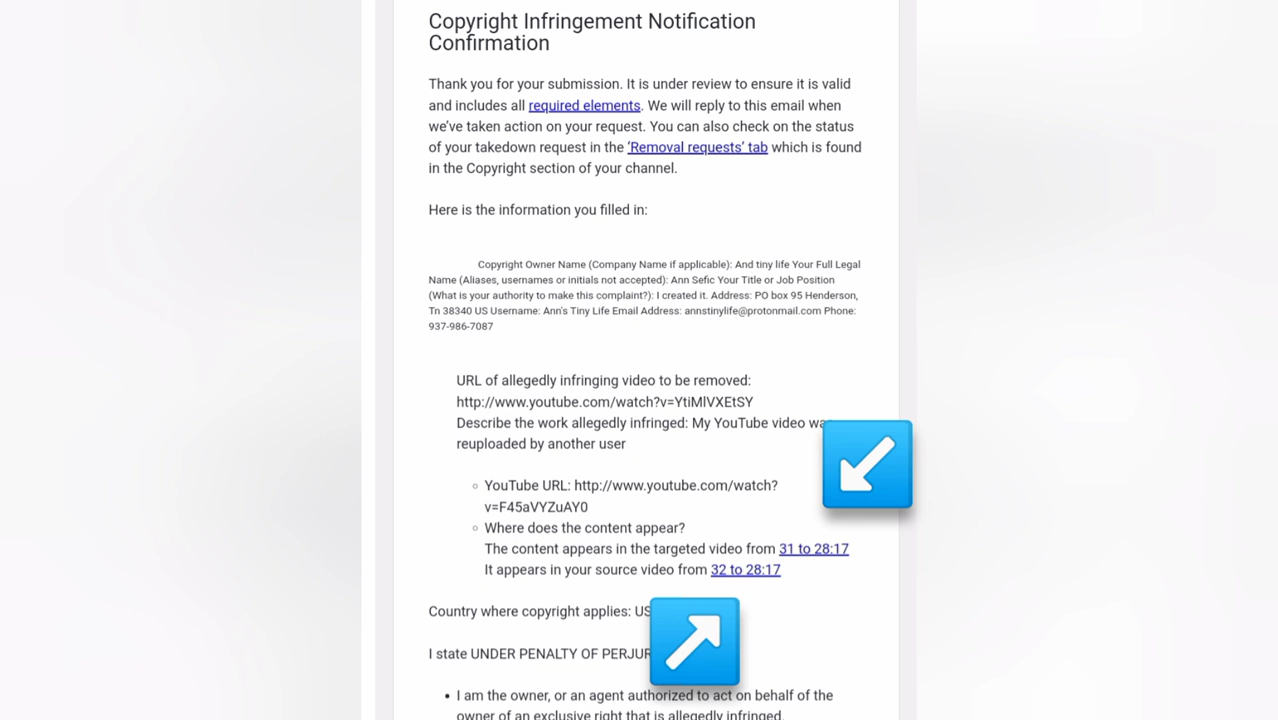 Copyright Infringement Notification
Confirmation
Thank you for your submission. It is under review to ensure it is valid
and includes all required elements. We will reply to this email when
we've taken action on your request. You can also check on the status
of your takedown request in the 'Removal requests' tab which is found
in the Copyright section of your channel.
Here is the information you filled in:
Copyright Owner Name (Company Name if applicable): And tiny life Your Full Legal
Name (Aliases, usernames or initials not accepted): Ann Sefic Your Title or Job Position
(What is your authority to make this complaint?): I created it. Address: PO box 95 Henderson,
Tn 38340 US Username: Ann's Tiny Life Email Address: annstinylife@protonmail.com Phone:
937-986-7087
URL of allegedly infringing video to be removed:
http://www.youtube.com/watch?v=YtiMlVXEtSY
Describe the work allegedly infringed: My YouTube video was
reuploaded by another user
YouTube URL: http://www.youtube.com/watch?
v=F45aVYZuAY0
Where does the content appear?
The content appears in the targeted video from 31 to 28:17
It appears in your source video from 32 to 28:17
Country where copyright applies: US
I state UNDER PENALTY OF PERJUR
• I am the owner, or an agent authorized to act on behalf of the
owner of an exclusive right that is allegedly infringed.